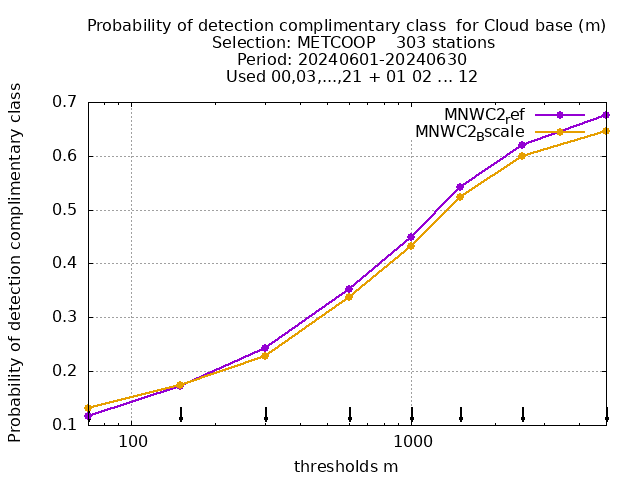 Probability of detection complimentary class  for Cloud base (m)
Selection: METCOOP    303 stations
Period: 20240601-20240630
Used 00,03,...,21 + 01 02 ... 12
Probability of detection complimentary class
0.7
0.6
0.5
0.4
0.3
0.2
0.1
MNWC2ref
MNWC2Bscale
100
1000
thresholds m